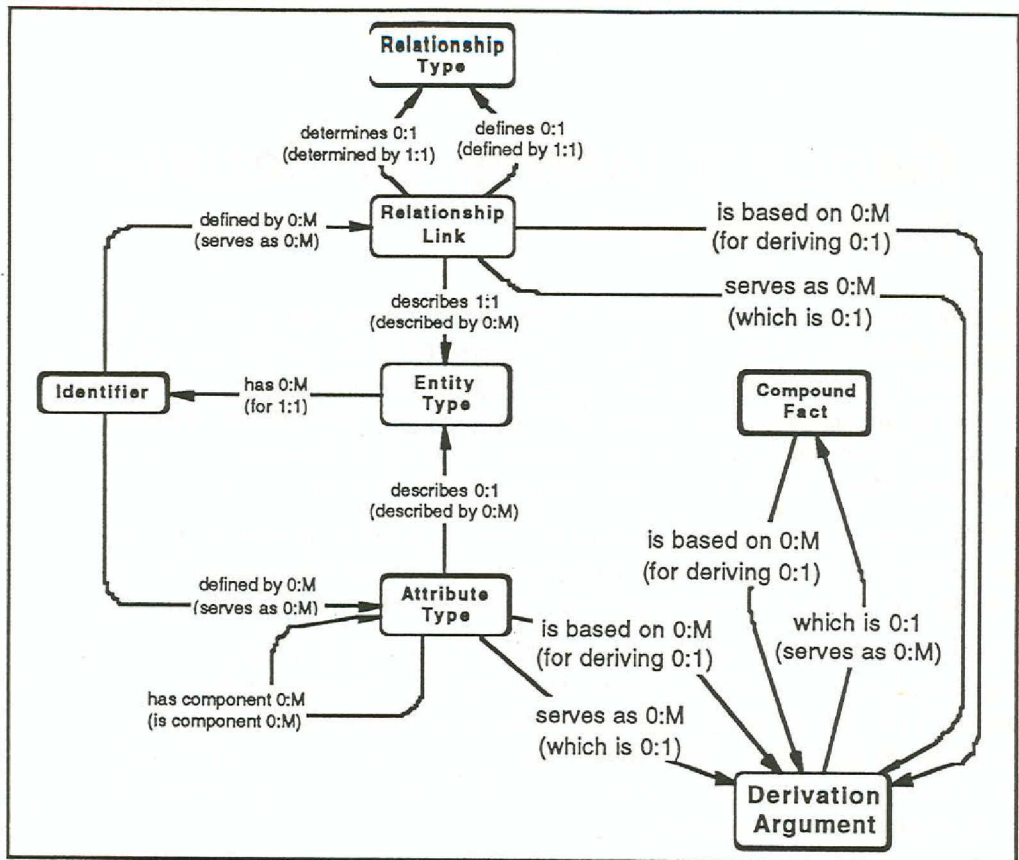 Relationship
Type
determines 0:1
(determined by 1:1)
defines 0:1
(defined by 1:1)
defined by 0:M
(serves as 0:M)
Relationship
Link
is based on 0:M
(for deriving 0:1)
serves as 0:M
(which is 0:1)
describes 1:1
(described by 0:M)
Identifier
has 0:M
(for 1:1)
Entity
Type
Compound
Fact
describes 0:1
(described by 0:M)
is based on 0:M
(for deriving 0:1)
defined by 0:M
(serves as 0:M)
Attribute
Type
is based on 0:M
(for deriving 0:1)
which is 0:1
(serves as 0:M)
has component 0:M
(is component 0:M)
serves as 0:M
(which is 0:1)
Derivation
Argument